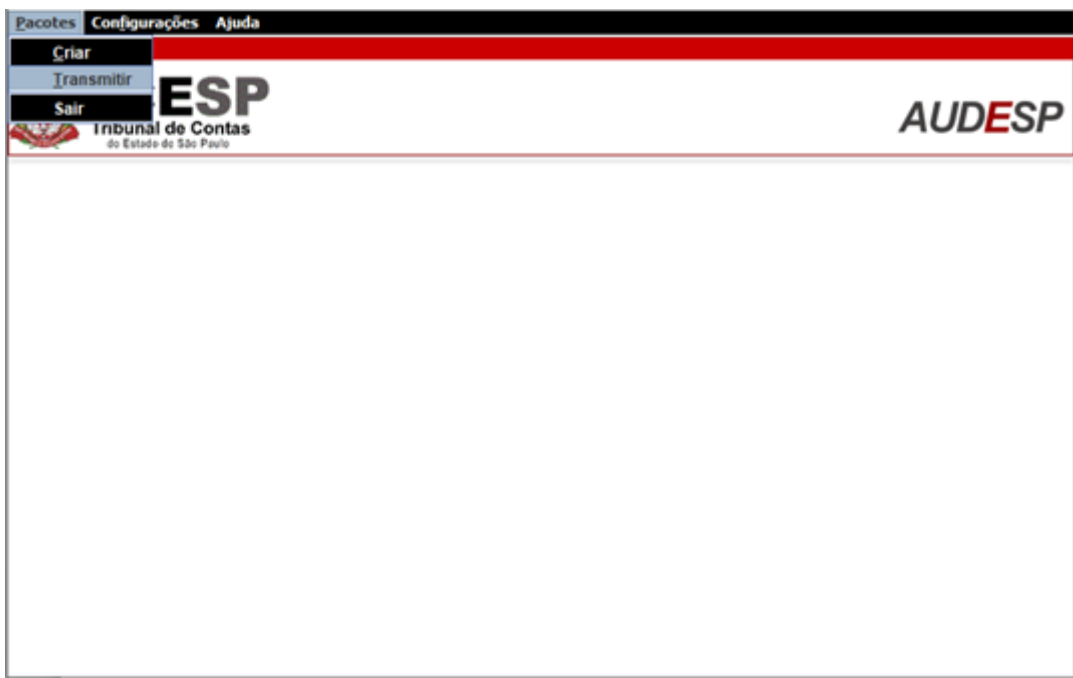 Pacotes Configurações Ajuda
Criar
Transmitir
Sair
ESP
Tribunal de Contas
do Estado de São Paulo
AUDESP